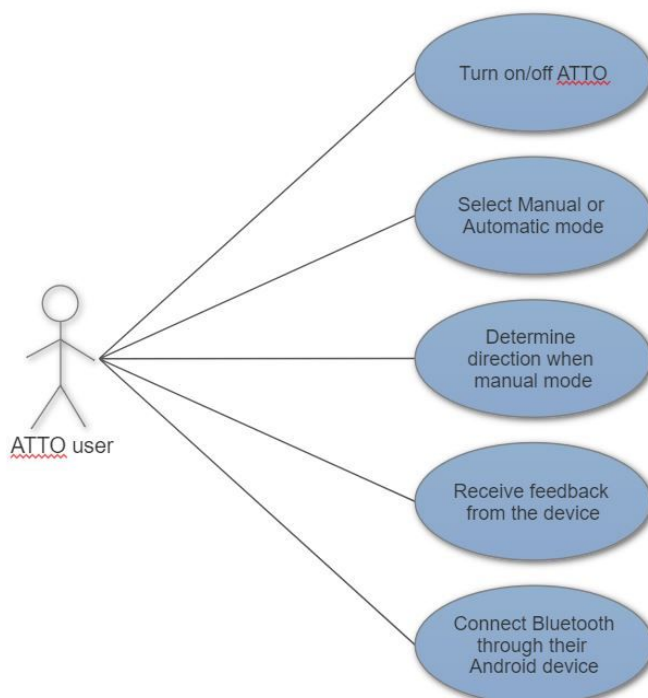 Turn on/off ATTO
Select Manual or
Automatic mode
Determine
direction when
manual mode
ATTO user
Receive feedback
from the device
Connect Bluetooth
through their
Android device